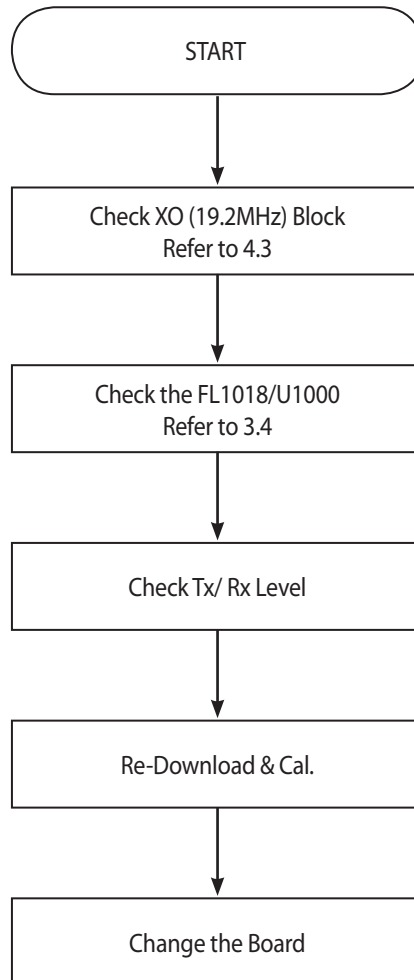 START
Check XO (19.2MHz) Block
Refer to 4.3
Check the FL1018/U1000
Refer to 3.4
Check Tx/ Rx Level
Re-Download & Cal.
Change the Board